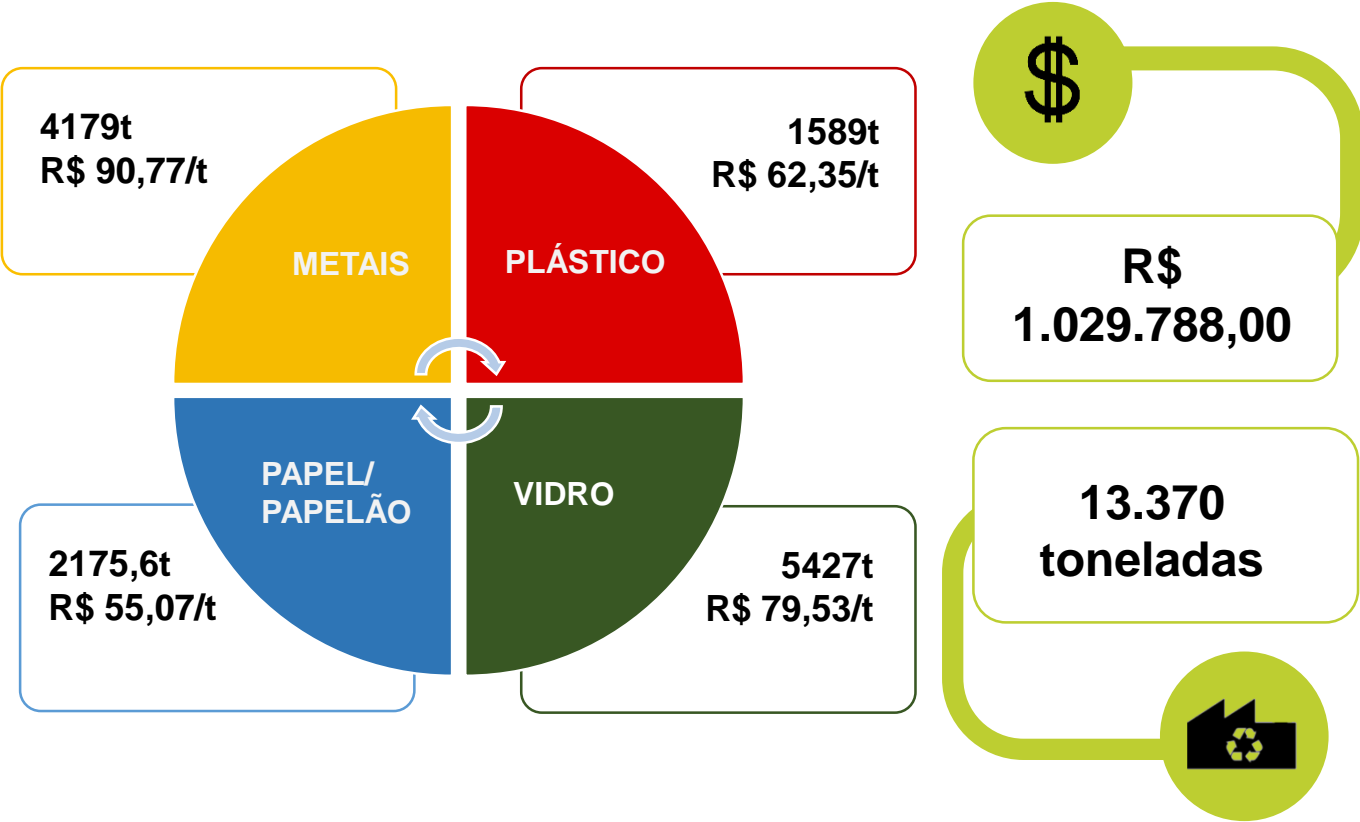 4179t
R$ 90,77/t
METAIS
1589t
R$ 62,35/t
PLÁSTICO
2175,6t
R$ 55,07/t
PAPEL/
PAPELÃO
5427t
R$ 79,53/t
VIDRO
$
R$
1.029.788,00
13.370
toneladas